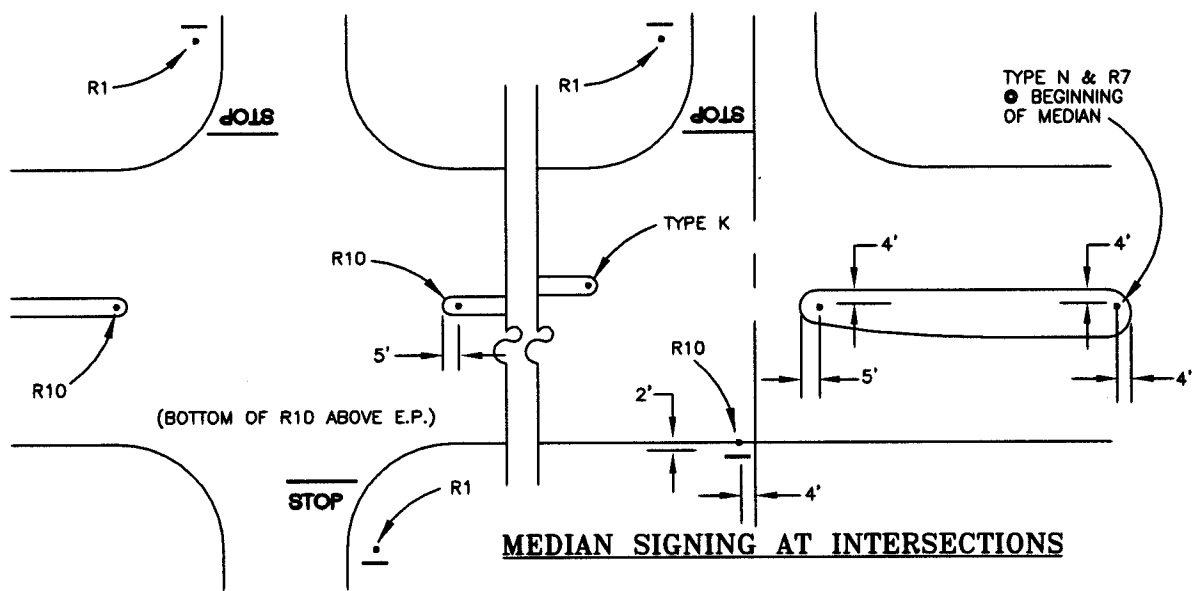 R1
R1
TYPE N & R7
@ BEGINNING
OF MEDIAN
STOP
STOP
TYPE K
R10
4'
4'
5'
R10
R10
5'
4'
2'
(BOTTOM OF R10 ABOVE E.P.)
STOP
R1
4'
MEDIAN SIGNING AT INTERSECTIONS